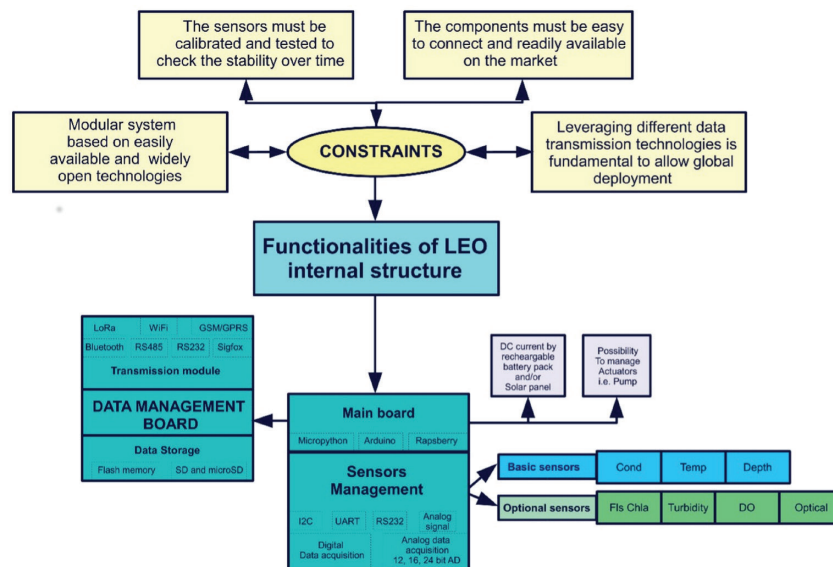 The sensors must be
calibrated and tested to
check the stability over time
The components must be easy
to connect and readily available
on the market
Modular system
based on easily
available and widely
open technologies
CONSTRAINTS
Leveraging different data
transmission technologies is
fundamental to allow global
deployment
Functionalities of LEO
internal structure
LoRa WiFi GSM/GPRS
Bluetooth RS485 RS232 Sigfox
Transmission module
DATA MANAGEMENT
BOARD
Data Storage
Flash memory SD and microSD
DC current by
rechergable
battery pack
and/or
Solar panel
Possibility
To manage
Actuators
i.e. Pump
Main board
Micropython Arduino Rapsberry
Sensors
Management
I2C UART RS232 Analog
signal
Digital
Data acquisition
Analog data
acquisition
12, 16, 24 bit AD
Basic sensors Cond Temp Depth
Optional sensors Fls Chla Turbidity DO Optical